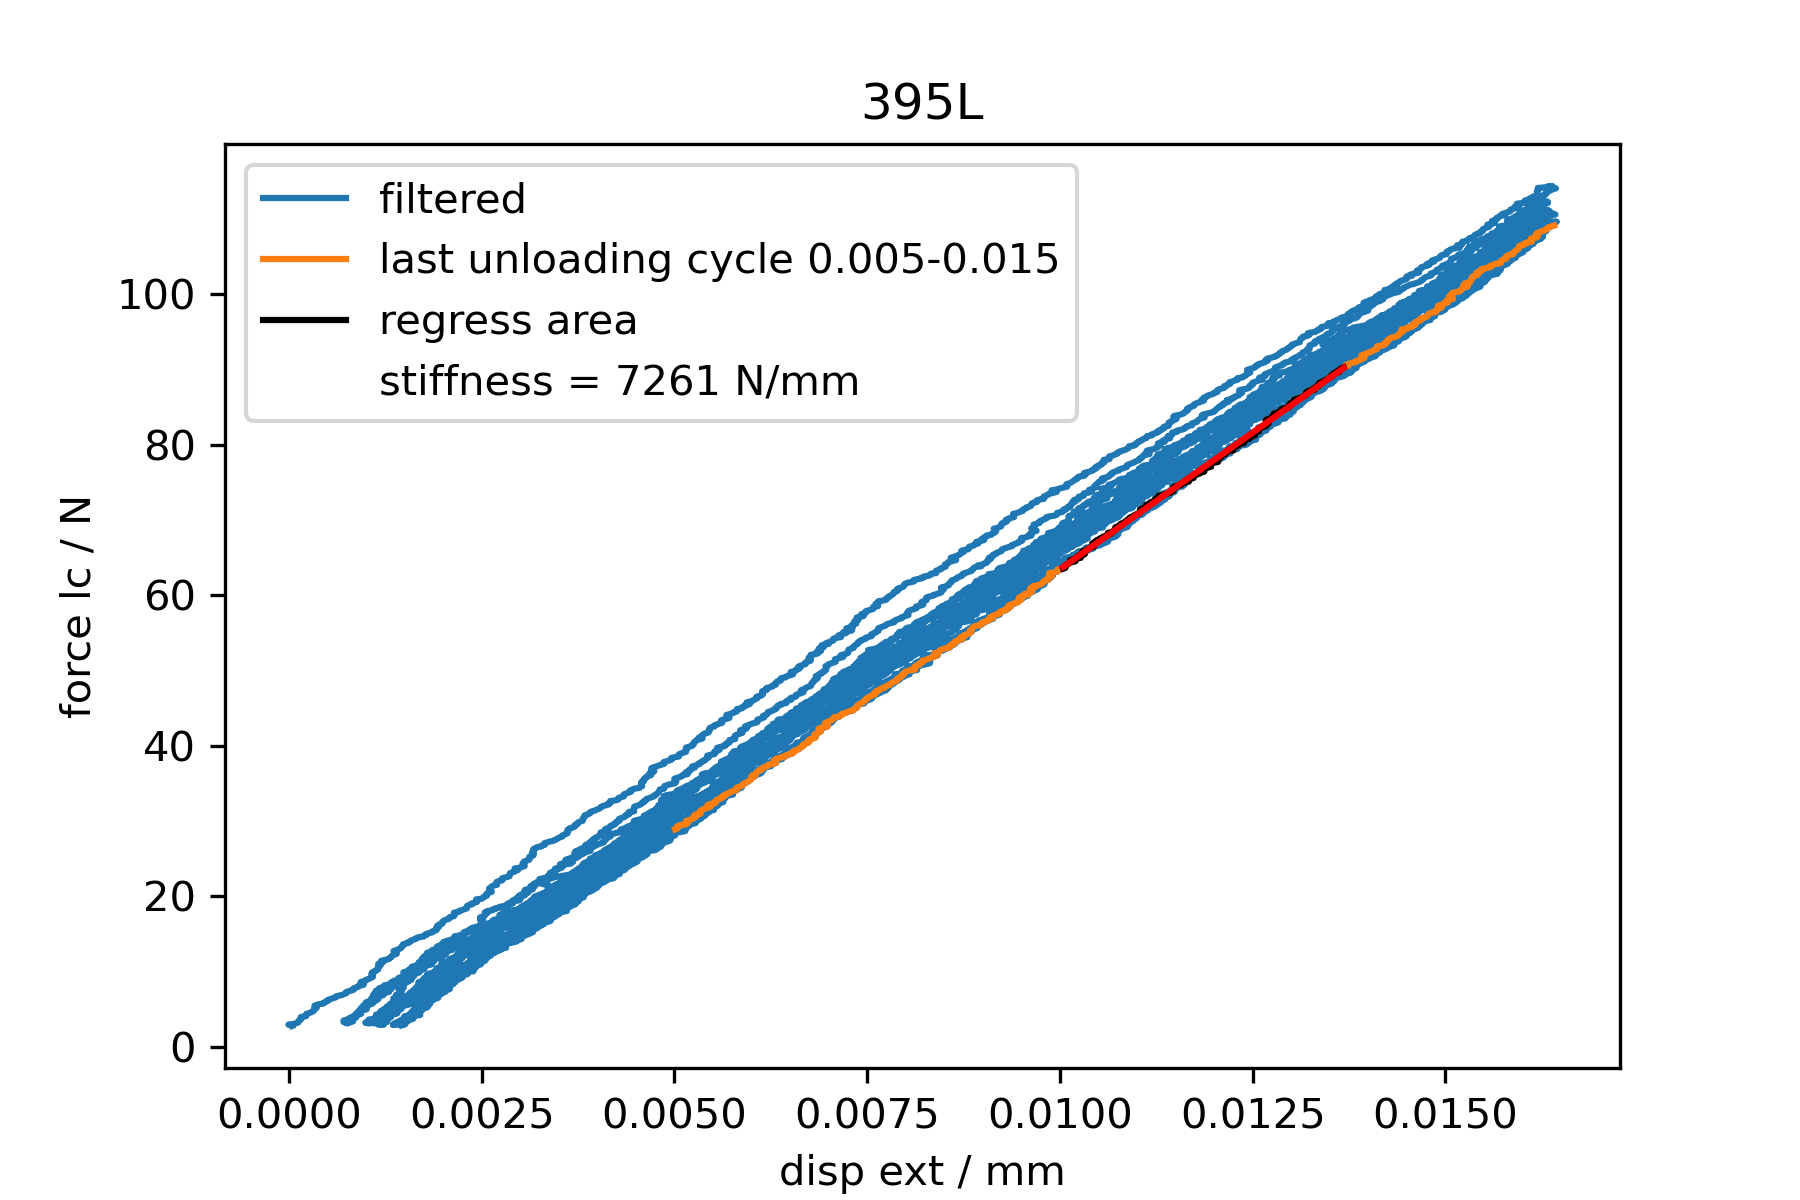 395L
filtered
last unloading cycle 0.005-0.015
regress area
stiffness = 7261 N/mm
force lc / N
100
80
60
40
20
0
0.0000 0.0025 0.0050 0.0075 0.0100 0.0125 0.0150
disp ext / mm